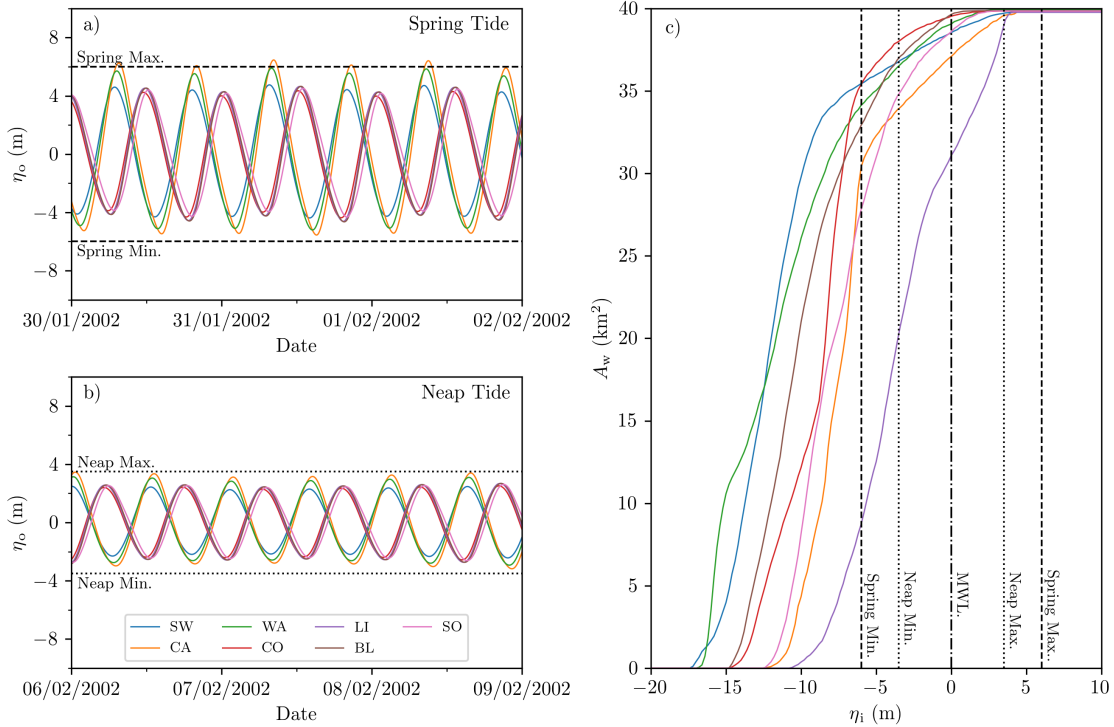 a)
Spring Tide
Spring Max.
Spring Min.
8
4
0
−4
−8
ηo (m)
30/01/2002
31/01/2002
01/02/2002
02/02/2002
Date
b)
Neap Tide
Neap Max.
Neap Min.
8
4
0
−4
−8
ηo (m)
SW
WA
LI
SO
CA
CO
BL
06/02/2002
07/02/2002
08/02/2002
09/02/2002
Date
c)
40
35
30
25
20
15
10
5
0
Aw (km²)
Spring Min.
Neap Min.
MWL.
Neap Max.
Spring Max..
−20
−15
−10
−5
0
5
10
ηi (m)